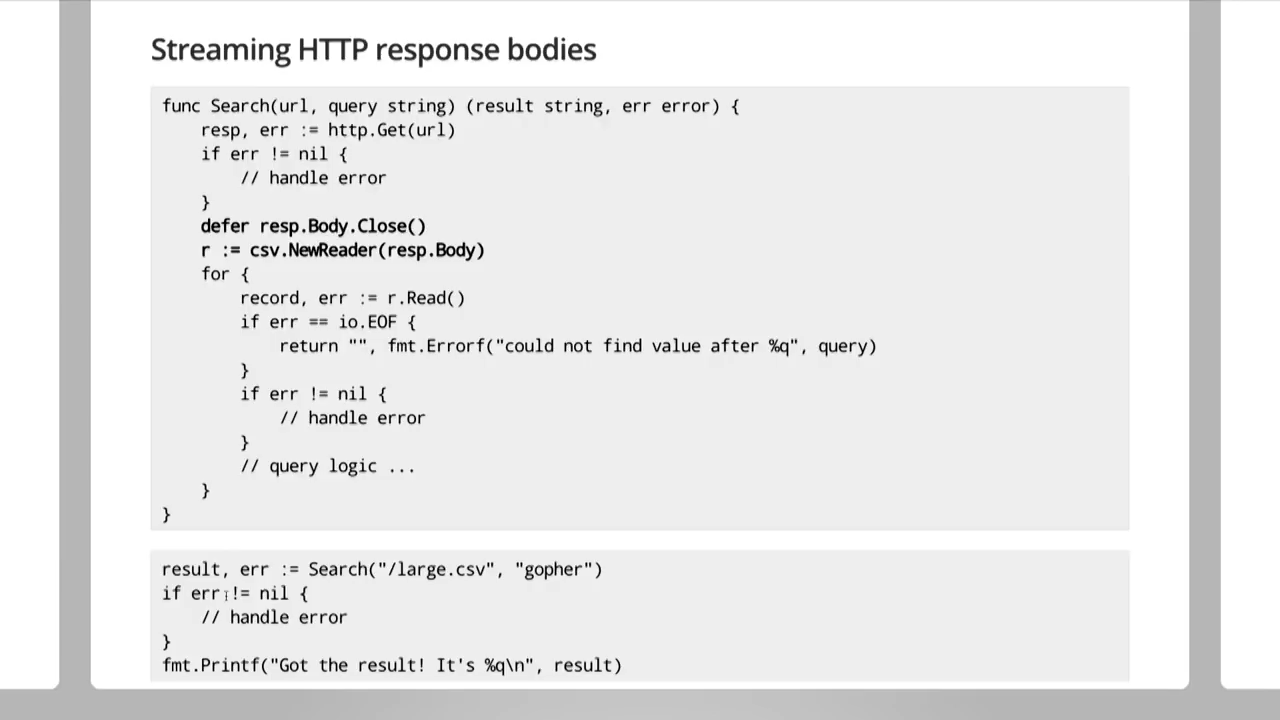 Streaming HTTP response bodies
func Search(url, query string) (result string, err error) {
    resp, err := http.Get(url)
    if err != nil {
        // handle error
    }
    defer resp.Body.Close()
    r := csv.NewReader(resp.Body)
    for {
        record, err := r.Read()
        if err == io.EOF {
            return "", fmt.Errorf("could not find value after %q", query)
        }
        if err != nil {
            // handle error
        }
        // query logic ...
    }
}
result, err := Search("/large.csv", "gopher")
if err != nil {
    // handle error
}
fmt.Printf("Got the result! It's %q\n", result)